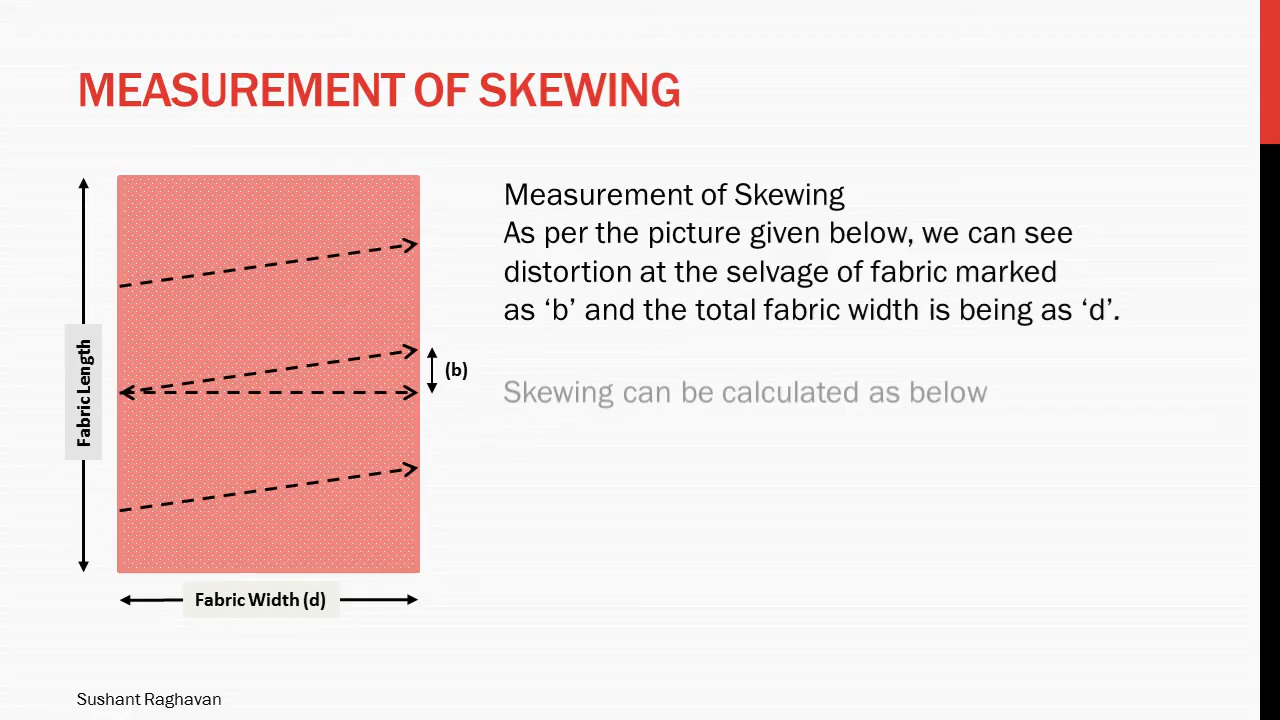 MEASUREMENT OF SKEWING
Fabric Length
(b)
Fabric Width (d)
Measurement of Skewing
As per the picture given below, we can see
distortion at the selvage of fabric marked
as ‘b’ and the total fabric width is being as ‘d’.
Skewing can be calculated as below
Sushant Raghavan